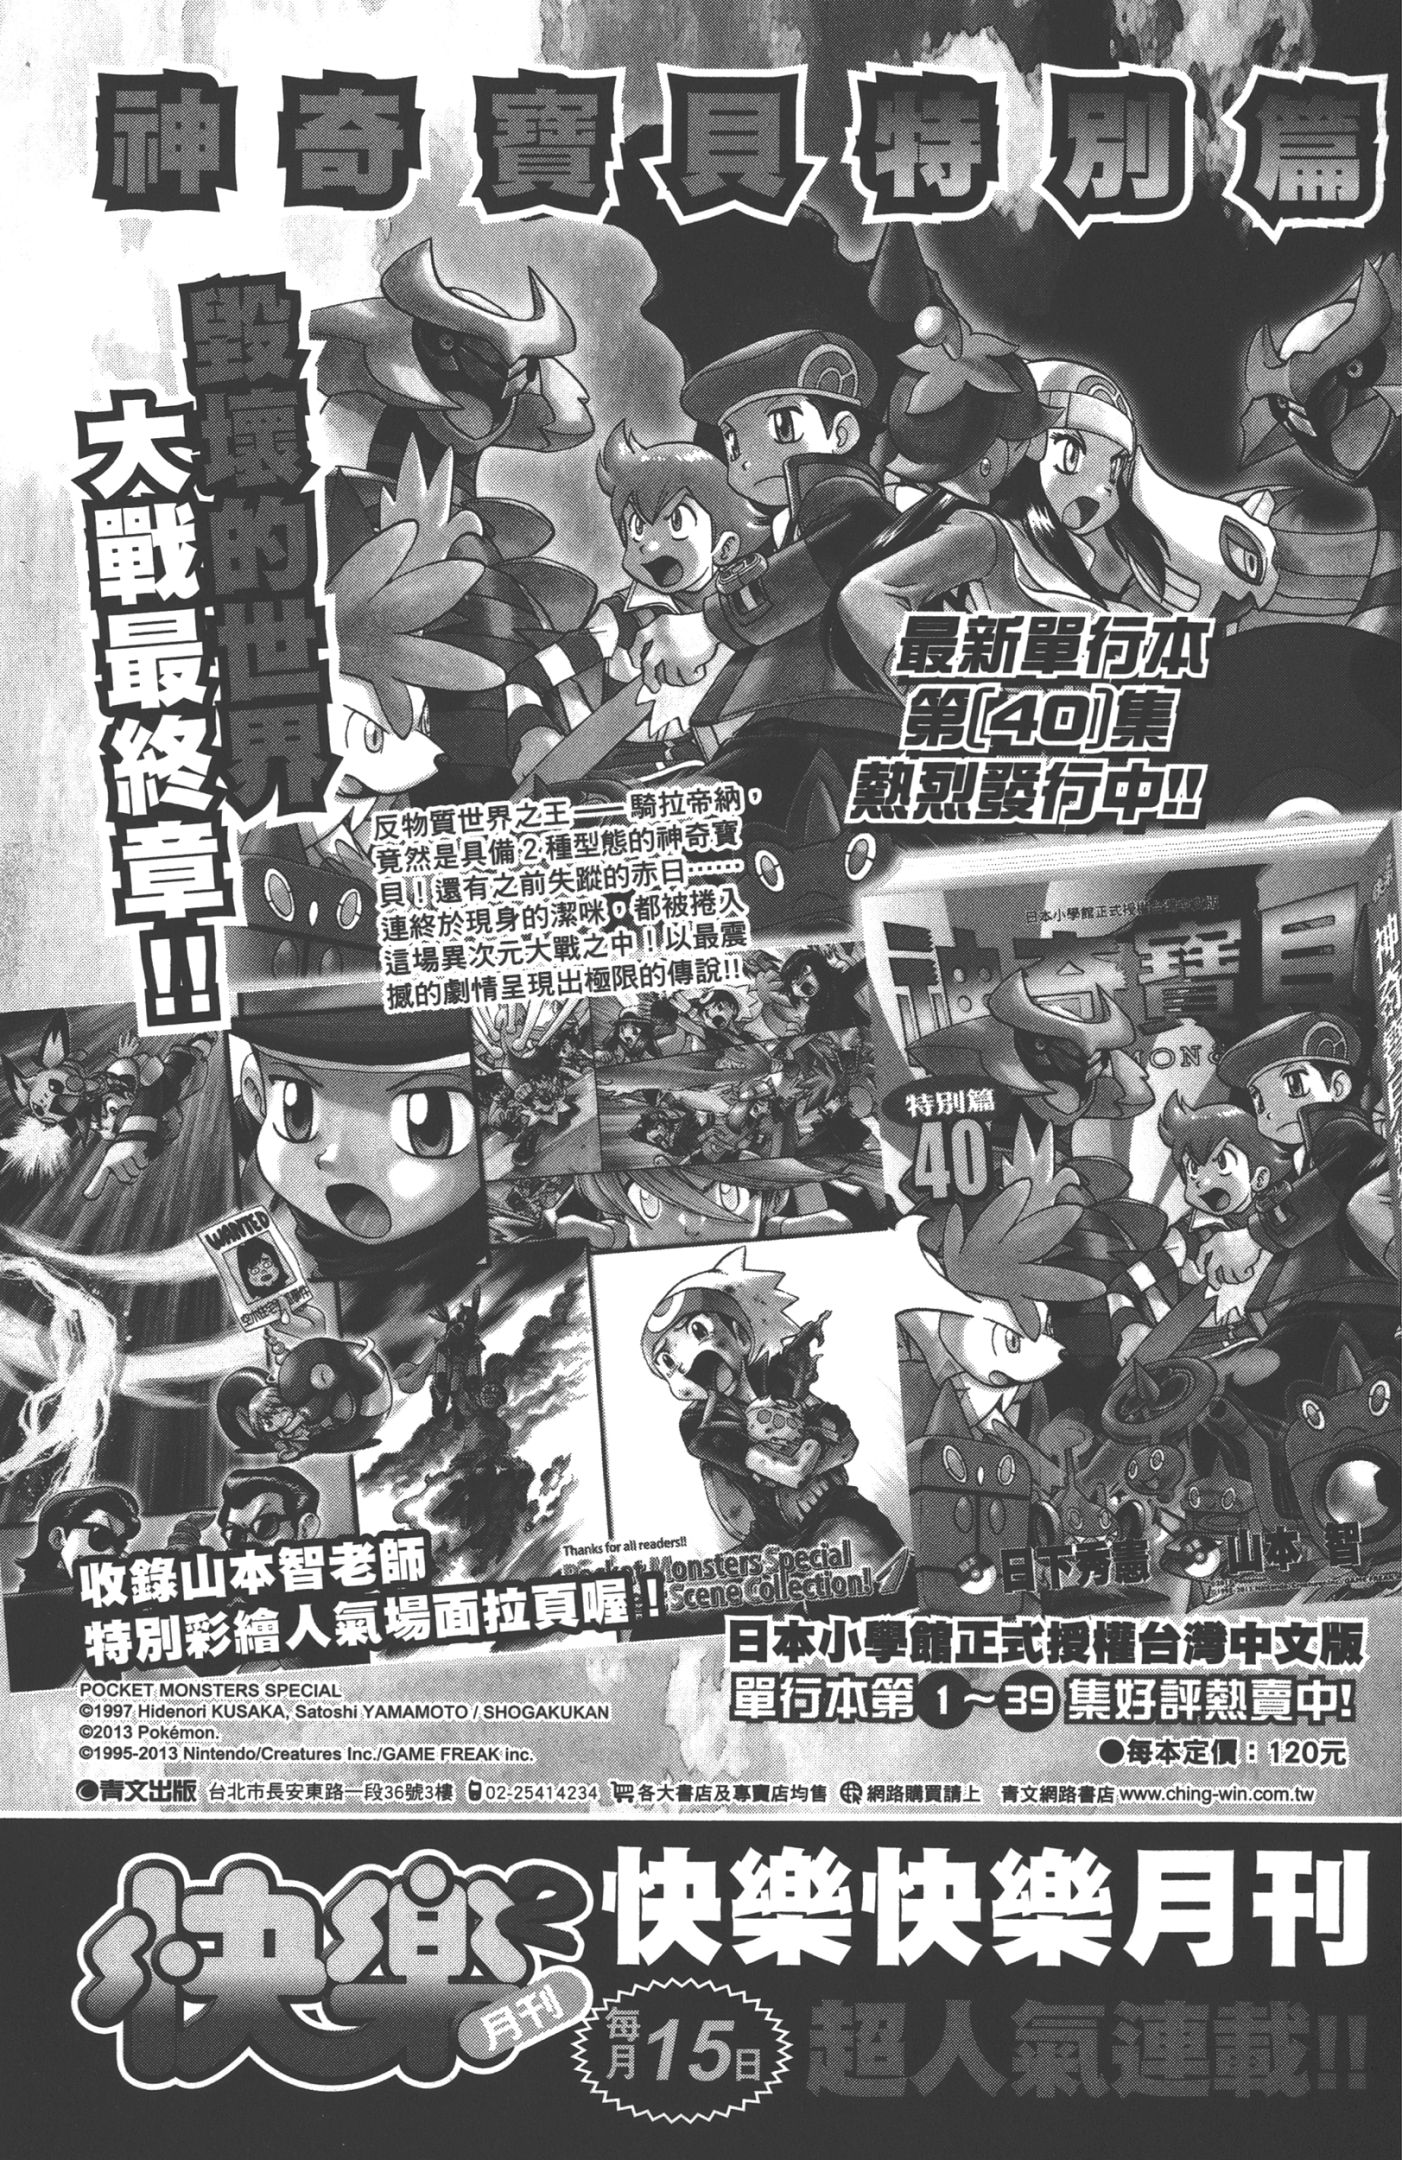 神奇寶貝特別篇
毀壞的世界
大戰最終章!!
最新單行本
第[40]集
熱烈發行中!!
反物質世界之王——騎拉帝納，
竟然是具備2種型態的神奇寶
貝！還有之前失蹤的赤日……
連終於現身的潔咪，都被捲入
這場異次元大戰之中！以最震
撼的劇情呈現出極限的傳說!!
日本小學館正式授權台灣中文版
神奇寶貝
特別篇
40
日下秀憲
山本 智
WANTED
Thanks for all readers!!
Pocket Monsters Special
Scene Collection!
收錄山本智老師
特別彩繪人氣場面拉頁喔！
日本小學館正式授權台灣中文版
單行本第1～39集好評熱賣中!
●每本定價：120元
POCKET MONSTERS SPECIAL
©1997 Hidenori KUSAKA, Satoshi YAMAMOTO / SHOGAKUKAN
©2013 Pokémon.
©1995-2013 Nintendo/Creatures Inc./GAME FREAK inc.
青文出版 台北市長安東路一段36號3樓 02-25414234 各大書店及專賣店均售 網路購買請上 青文網路書店 www.ching-win.com.tw
快樂2
月刊
快樂快樂月刊
每月15日
超人氣連載!!